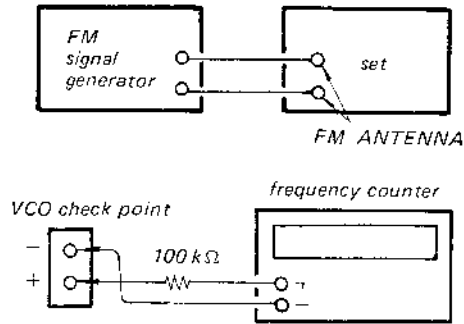 FM
signal
generator
set
FM ANTENNA
frequency counter
VCO check point
100 kΩ
−
+
−